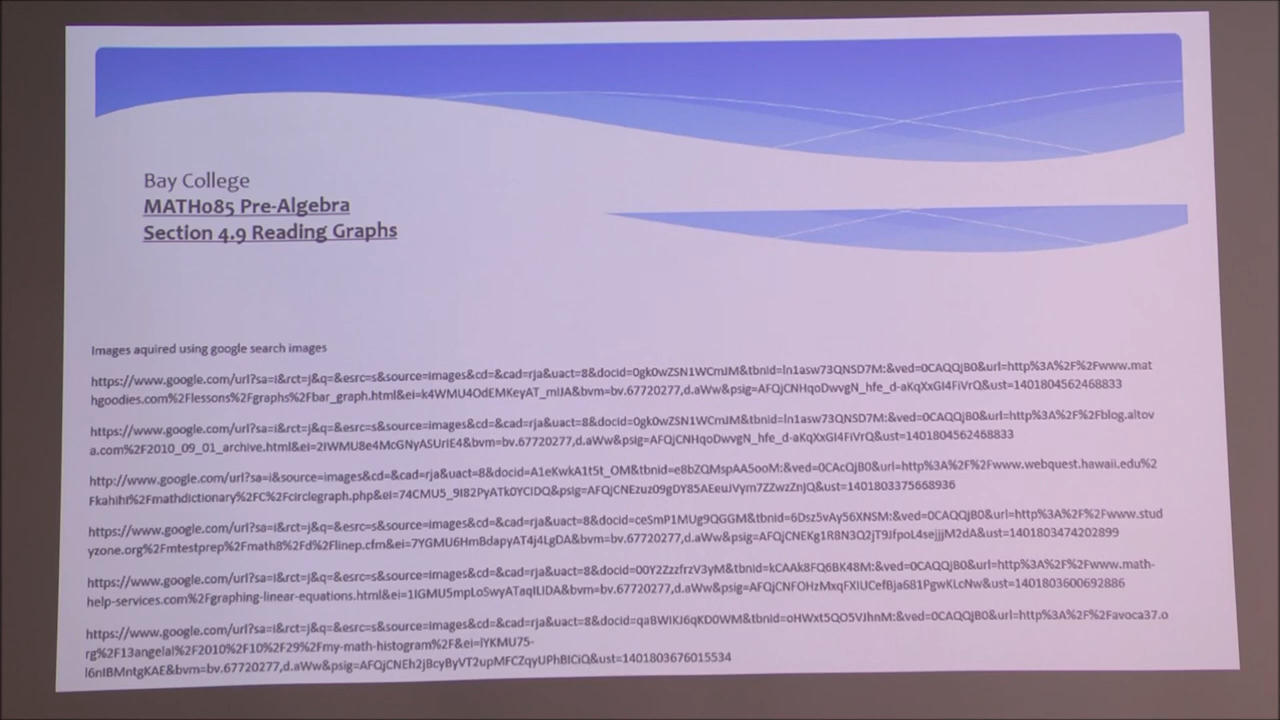 Bay College
MATH085 Pre-Algebra
Section 4.9 Reading Graphs
Images aquired using google search images
https://www.google.com/url?sa=i&rct=j&q=&esrc=s&source=images&cd=&cad=rja&uact=8&docid=0gk0wZSN1WCmJM&tbnid=ln1asw73QNSD7M:&ved=0CAQQjB0&url=http%3A%2F%2Fwww.mat
hgoodies.com%2Flessons%2Fgraphs%2Fbar_graph.html&ei=k4WMU4OdEMKeyAT_mIJA&bvm=bv.67720277,d.aWw&psig=AFQjCNHqoDwvgN_hfe_d-aKqXxGI4FiVrQ&ust=1401804562468833
https://www.google.com/url?sa=i&rct=j&q=&esrc=s&source=images&cd=&cad=rja&uact=8&docid=0gk0wZSN1WCmJM&tbnid=ln1asw73QNSD7M:&ved=0CAQQjB0&url=http%3A%2F%2Fblog.altov
a.com%2F2010_09_01_archive.html&ei=2IWMU8e4McGNyASUrIE4&bvm=bv.67720277,d.aWw&psig=AFQjCNHqoDwvgN_hfe_d-aKqXxGI4FiVrQ&ust=1401804562468833
http://www.google.com/url?sa=i&source=images&cd=&cad=rja&uact=8&docid=A1eKwkA1t5t_OM&tbnid=e8bZQMspAA5ooM:&ved=0CAcQjB0&url=http%3A%2F%2Fwww.webquest.hawaii.edu%2
Fkahihi%2Fmathdictionary%2FC%2Fcirclegraph.php&ei=74CMU5_9I82PyATk0YCIDQ&psig=AFQjCNEzuz09gDY85AEeuJVym7ZZwzZnJQ&ust=1401803375668936
https://www.google.com/url?sa=i&rct=j&q=&esrc=s&source=images&cd=&cad=rja&uact=8&docid=ceSmP1MUg9QGGM&tbnid=6Dsz5vAy56XNSM:&ved=0CAQQjB0&url=http%3A%2F%2Fwww.stud
yzone.org%2Fmtestprep%2Fmath8%2Fd%2Flinep.cfm&ei=7YGMU6HmBdapyAT4j4LgDA&bvm=bv.67720277,d.aWw&psig=AFQjCNEKg1R8N3Q2jT9JfpoL4sejjjM2dA&ust=1401803474202899
https://www.google.com/url?sa=i&rct=j&q=&esrc=s&source=images&cd=&cad=rja&uact=8&docid=00Y2ZzzfrzV3yM&tbnid=kCAAk8FQ6BK48M:&ved=0CAQQjB0&url=http%3A%2F%2Fwww.math-
help-services.com%2Fgraphing-linear-equations.html&ei=1IGMU5mpLoSwyATaqILIDA&bvm=bv.67720277,d.aWw&psig=AFQjCNFOHzMxqFXIUCefBja681PgwKLcNw&ust=1401803600692886
https://www.google.com/url?sa=i&rct=j&q=&esrc=s&source=images&cd=&cad=rja&uact=8&docid=qaBWIKJ6qKD0WM&tbnid=oHWxt5QO5VJhnM:&ved=0CAQQjB0&url=http%3A%2F%2Favoca37.o
rg%2F13angelal%2F2010%2F10%2F29%2Fmy-math-histogram%2F&ei=lYKMU75-
l6nIBMntgKAE&bvm=bv.67720277,d.aWw&psig=AFQjCNEh2jBcyByVT2upMFCZqyUPhBICiQ&ust=1401803676015534